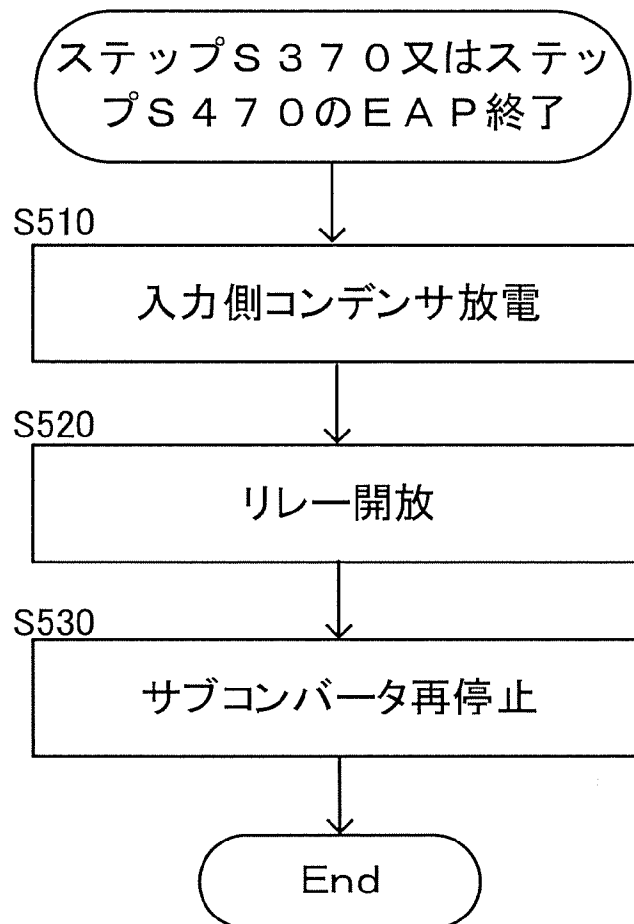 ステップS370又はステッ
プS470のEAP終了
S510
入力側コンデンサ放電
S520
リレー開放
S530
サブコンバータ再停止
End